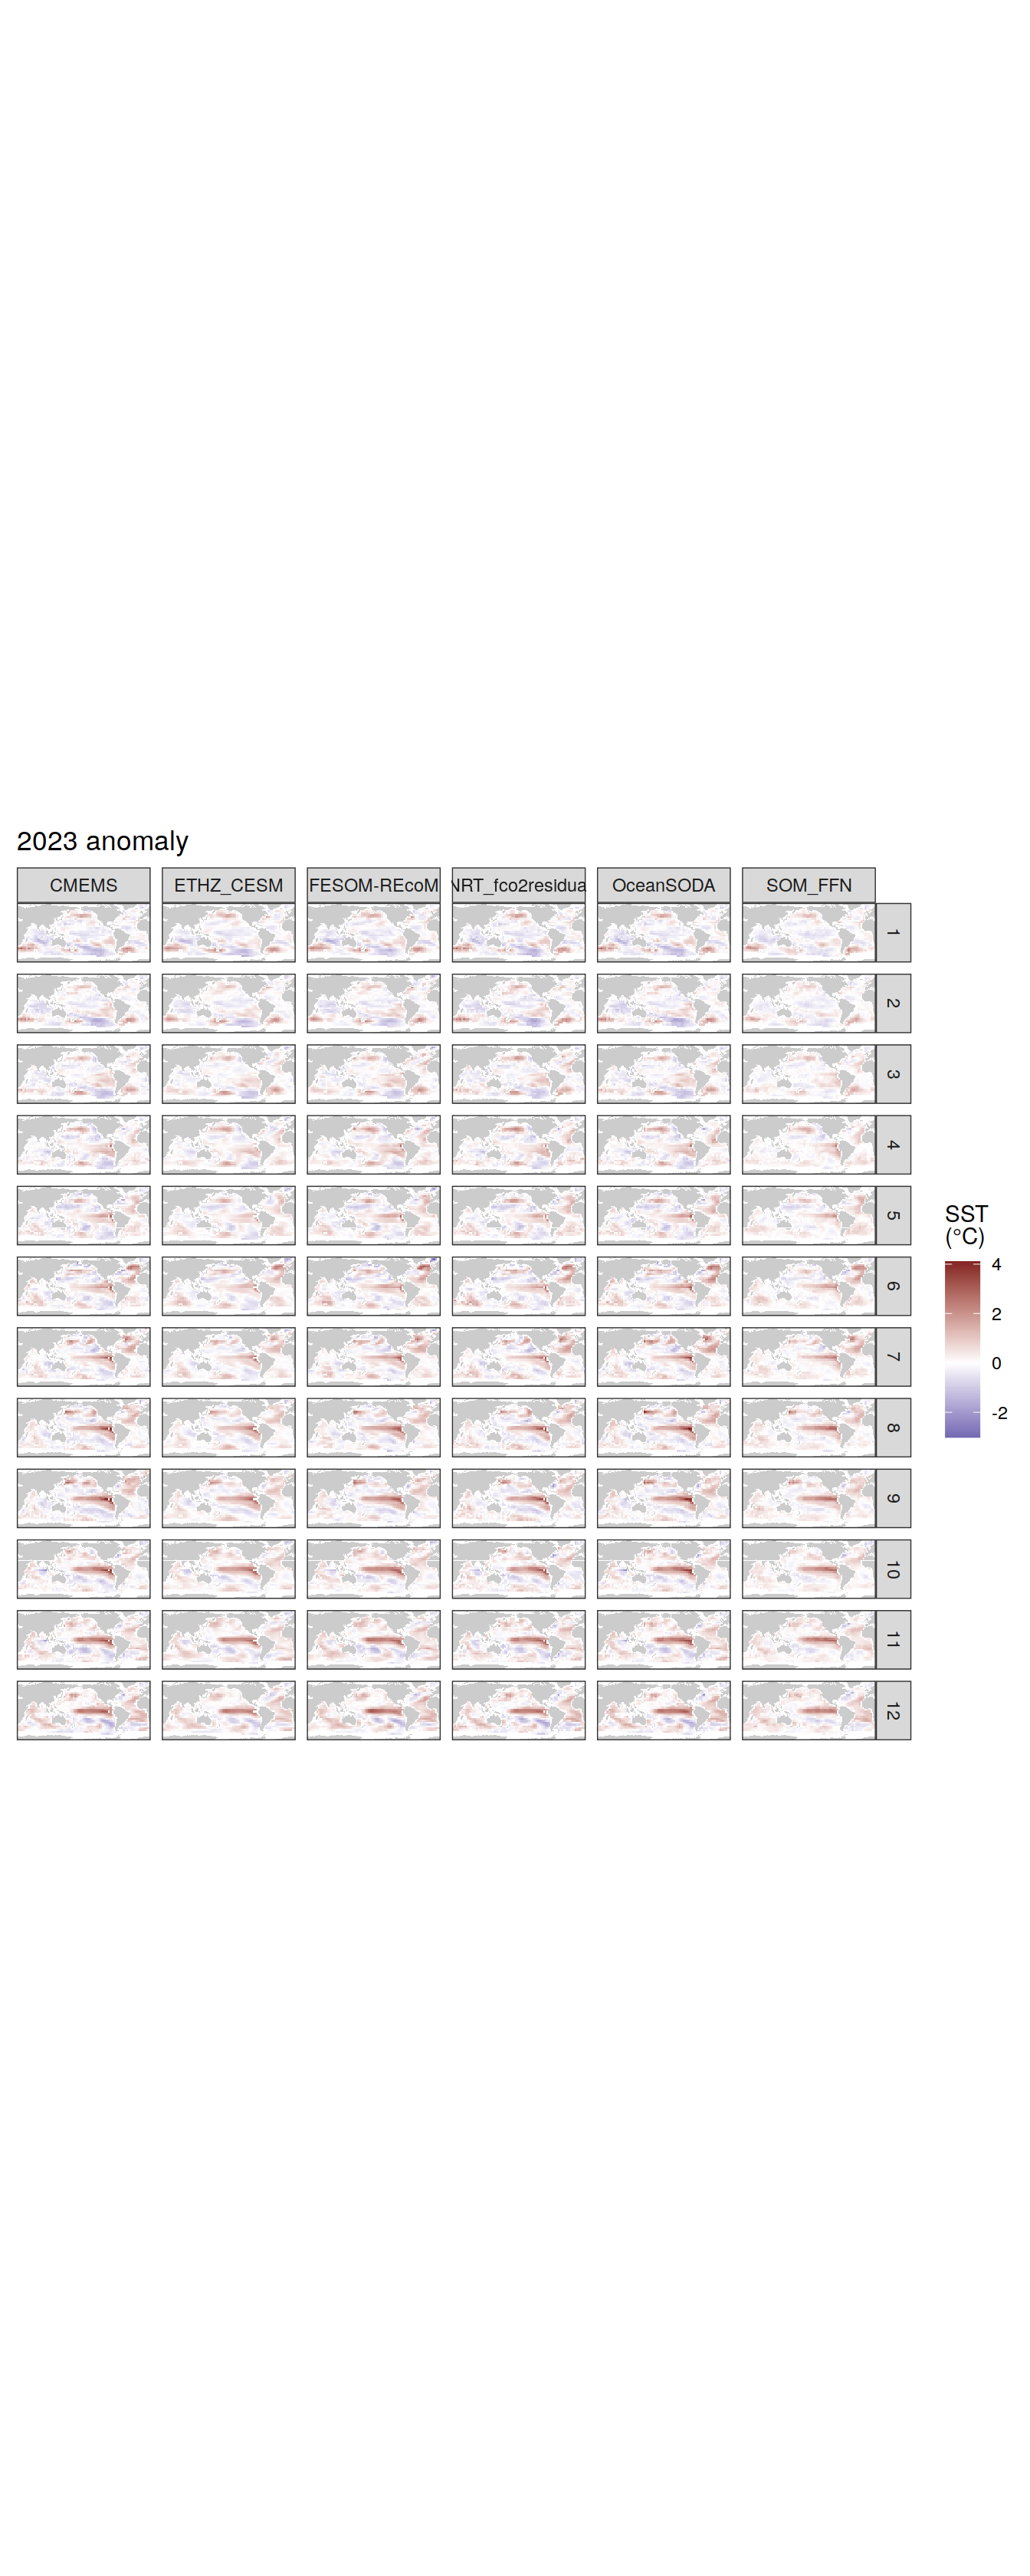 2023 anomaly
CMEMS
ETHZ_CESM
FESOM-REcoM
NRT_fco2residua
OceanSODA
SOM_FFN
1
2
3
4
5
6
7
8
9
10
11
12
SST
(°C)
4
2
0
-2